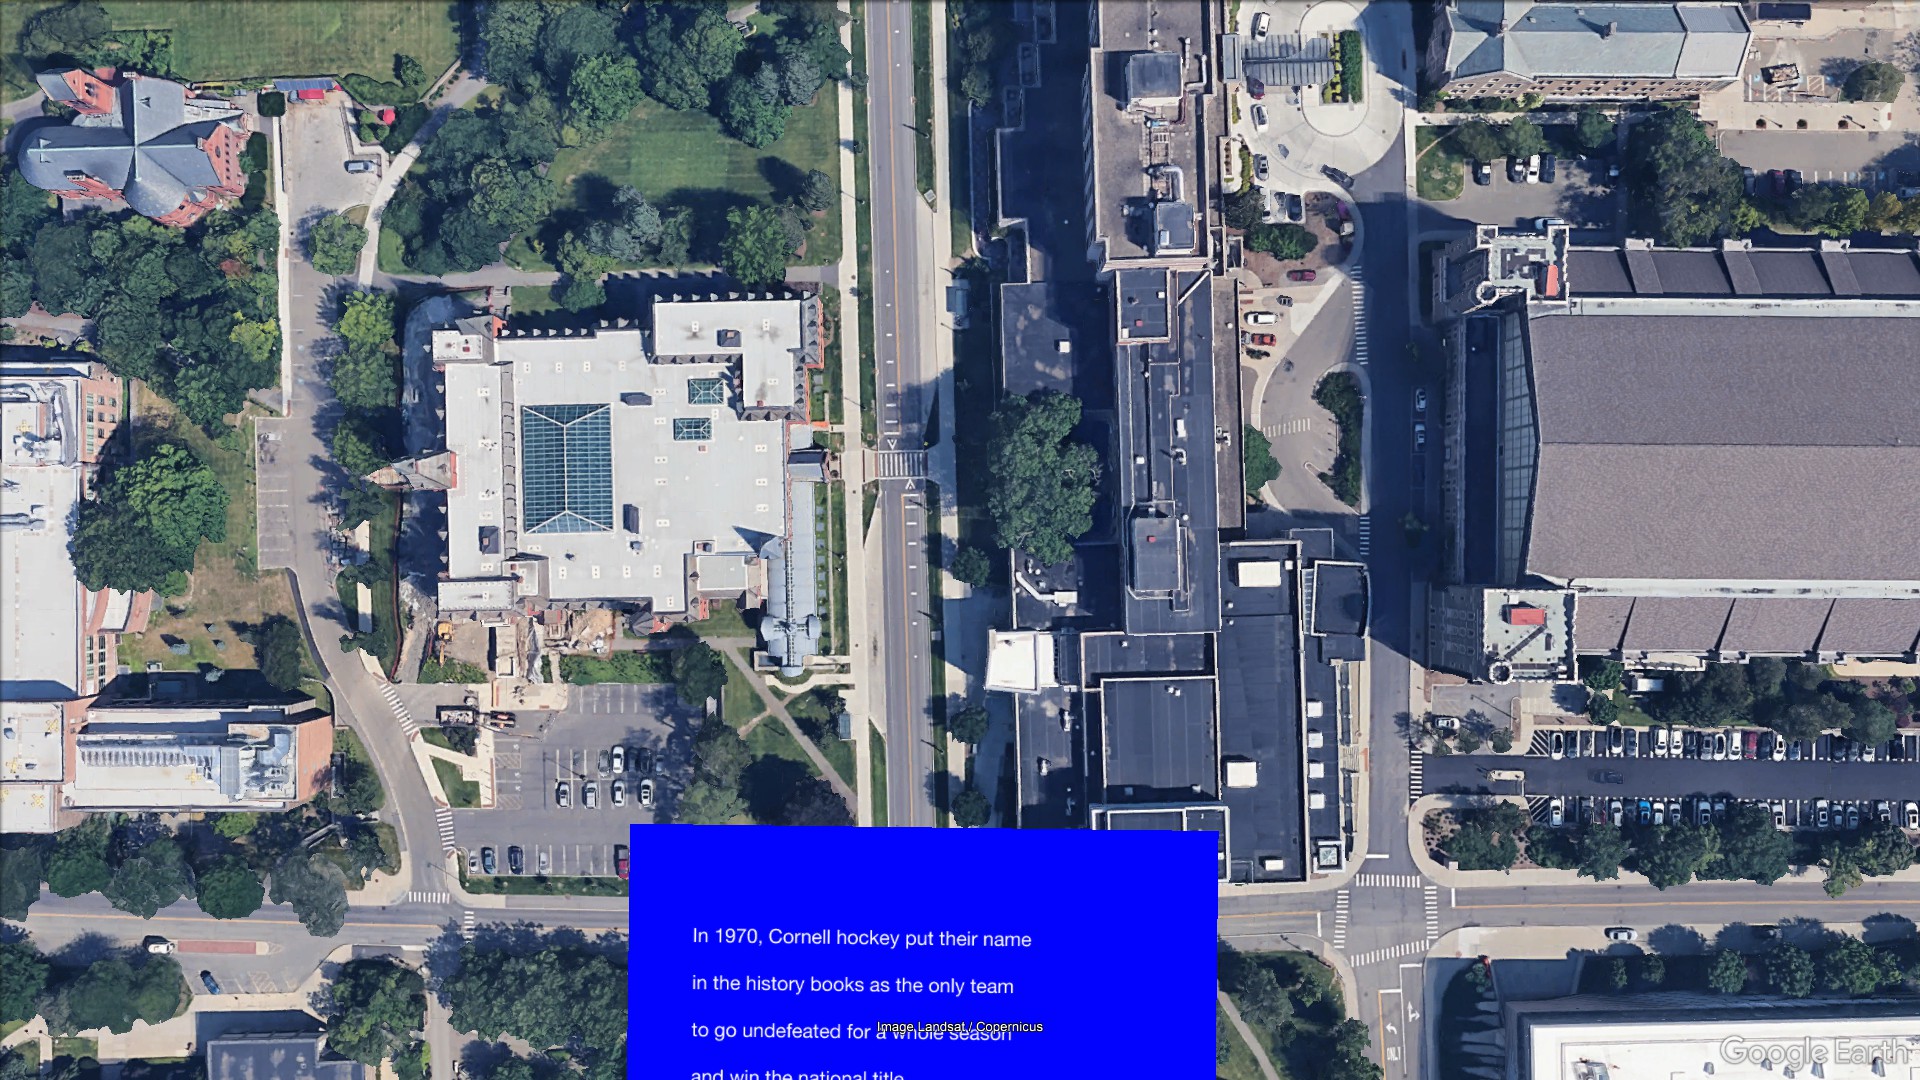 In 1970, Cornell hockey put their name
in the history books as the only team
to go undefeated for a whole season
and win the national title
Image Landsat / Copernicus
Google Earth
ONLY